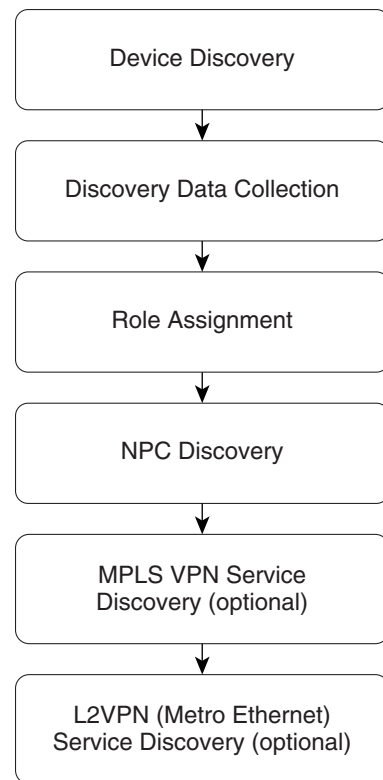 Device Discovery
Discovery Data Collection
Role Assignment
NPC Discovery
MPLS VPN Service
Discovery (optional)
L2VPN (Metro Ethernet)
Service Discovery (optional)